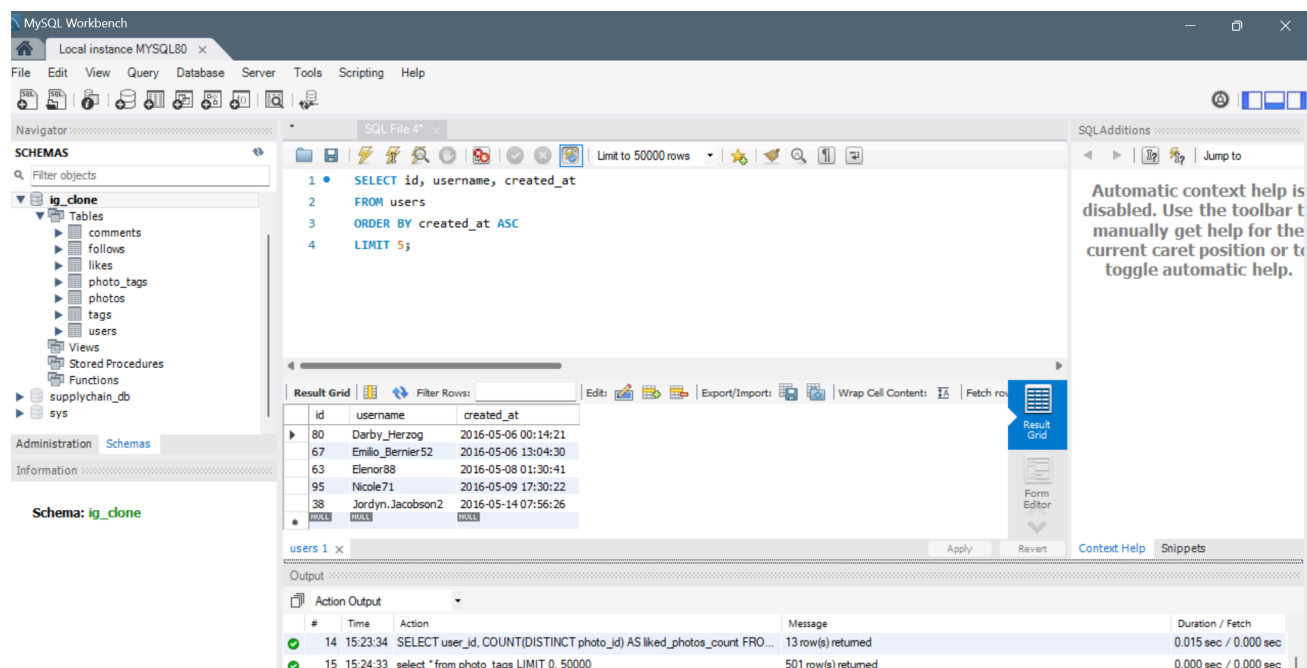 MySQL Workbench
Local instance MYSQL80
File Edit View Query Database Server Tools Scripting Help
Navigator
SCHEMAS
Filter objects
ig_clone
Tables
comments
follows
likes
photo_tags
photos
tags
users
Views
Stored Procedures
Functions
supplychain_db
sys
Administration Schemas
Information
Schema: ig_clone
SQL File 4*
Limit to 50000 rows
1 SELECT id, username, created_at
2 FROM users
3 ORDER BY created_at ASC
4 LIMIT 5;
Result Grid Filter Rows: Edit: Export/Import: Wrap Cell Content: Fetch rov
id username created_at
80 Darby_Herzog 2016-05-06 00:14:21
67 Emilio_Bernier52 2016-05-06 13:04:30
63 Elenor88 2016-05-08 01:30:41
95 Nicole71 2016-05-09 17:30:22
38 Jordyn.Jacobson2 2016-05-14 07:56:26
NULL NULL NULL
Result
Grid
Form
Editor
users 1 Apply Revert
Output
Action Output
# Time Action Message Duration / Fetch
14 15:23:34 SELECT user_id, COUNT(DISTINCT photo_id) AS liked_photos_count FRO... 13 row(s) returned 0.015 sec / 0.000 sec
15 15:24:33 select * from photo_tags LIMIT 0, 50000 501 row(s) returned 0.000 sec / 0.000 sec
SQLAdditions
Jump to
Automatic context help is
disabled. Use the toolbar t
manually get help for the
current caret position or to
toggle automatic help.
Context Help Snippets